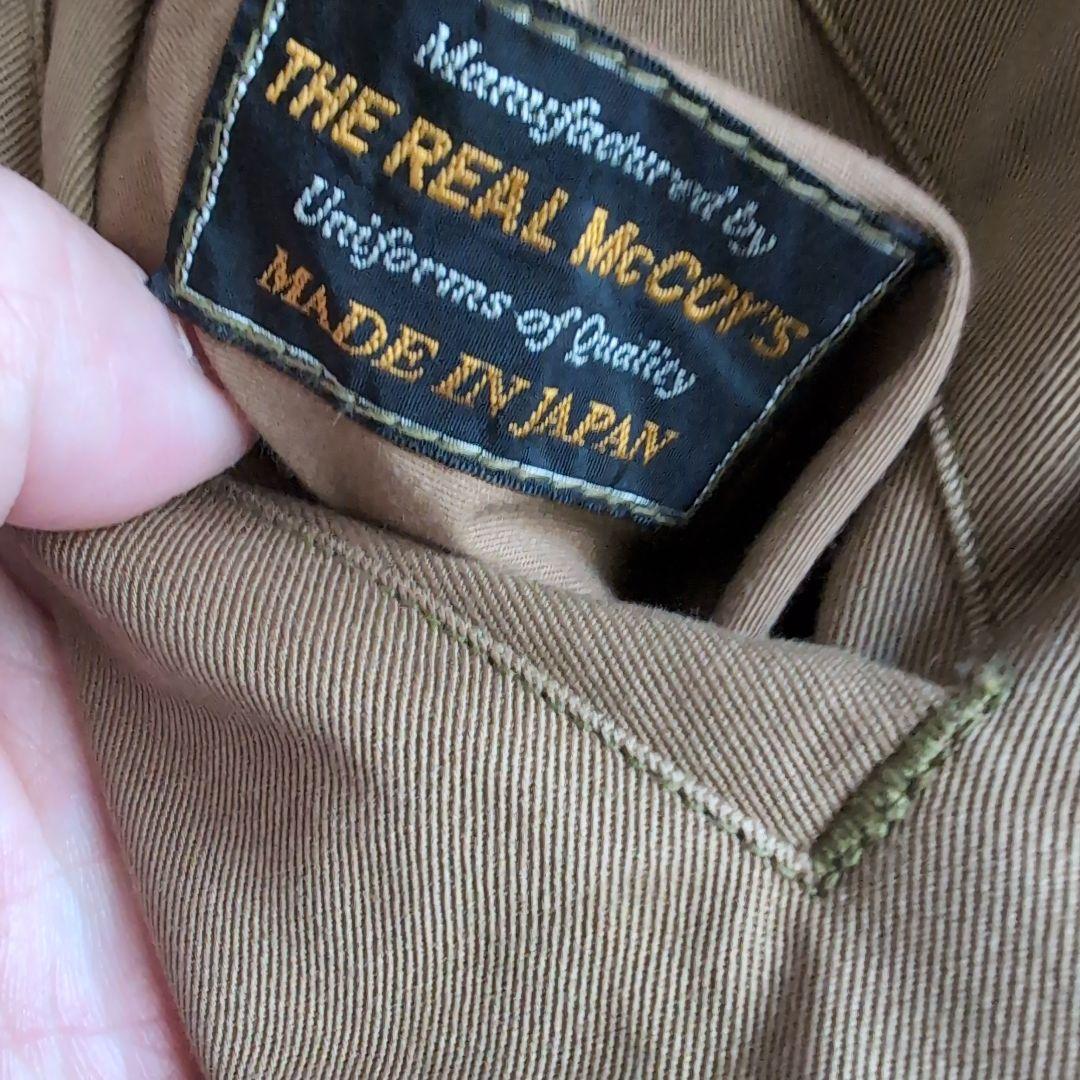 Manufactured by
THE REAL McCOY'S
Uniforms of Quality
MADE IN JAPAN